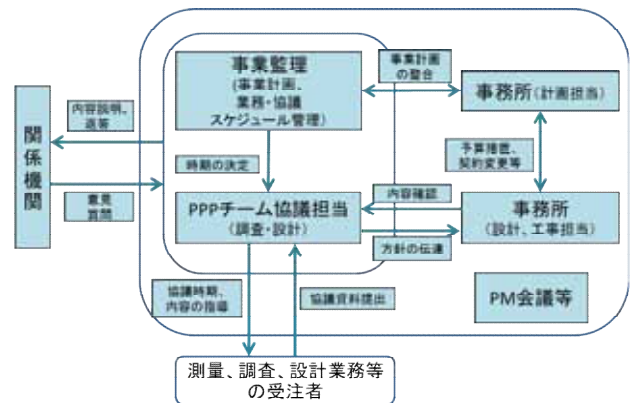 事業監理
(事業計画、
業務・協議
スケジュール管理)
事業計画
の整合
事務所(計画担当)
内容説明、
返答
関係機関
意見
質問
時期の決定
予算措置、
契約変更等
PPPチーム協議担当
(調査・設計)
内容確認
方針の伝達
事務所
(設計、工事担当)
協議時期、
内容の指導
協議資料提出
PM会議等
測量、調査、設計業務等
の受注者